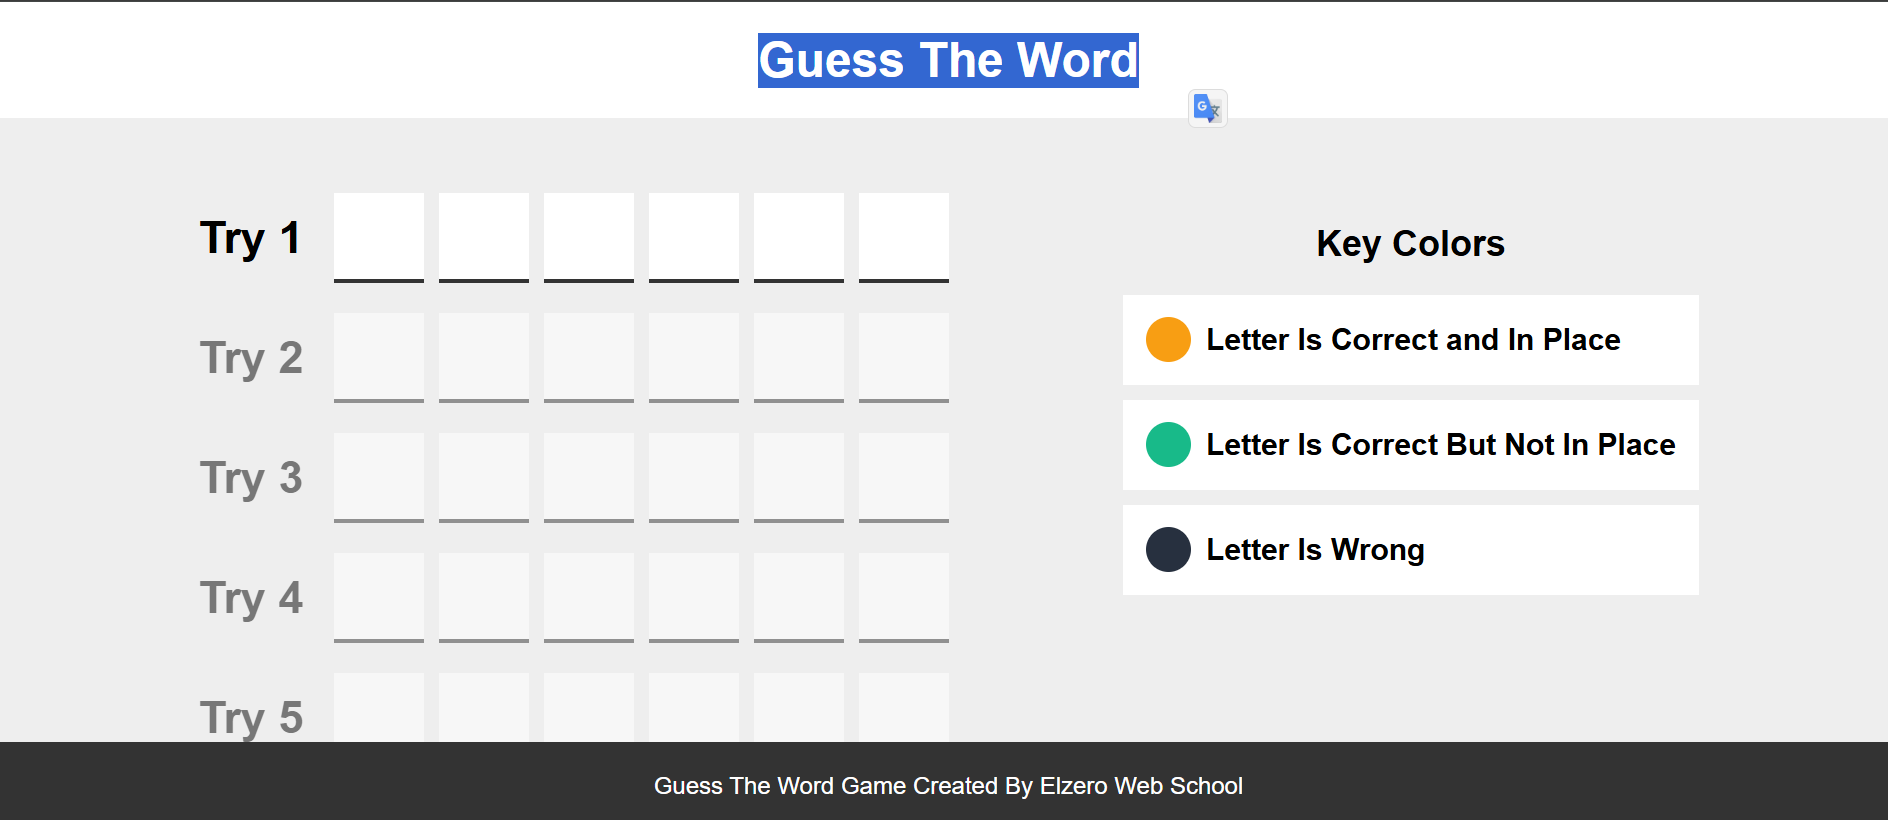 Guess The Word
Try 1
Try 2
Try 3
Try 4
Try 5
Key Colors
Letter Is Correct and In Place
Letter Is Correct But Not In Place
Letter Is Wrong
Guess The Word Game Created By Elzero Web School